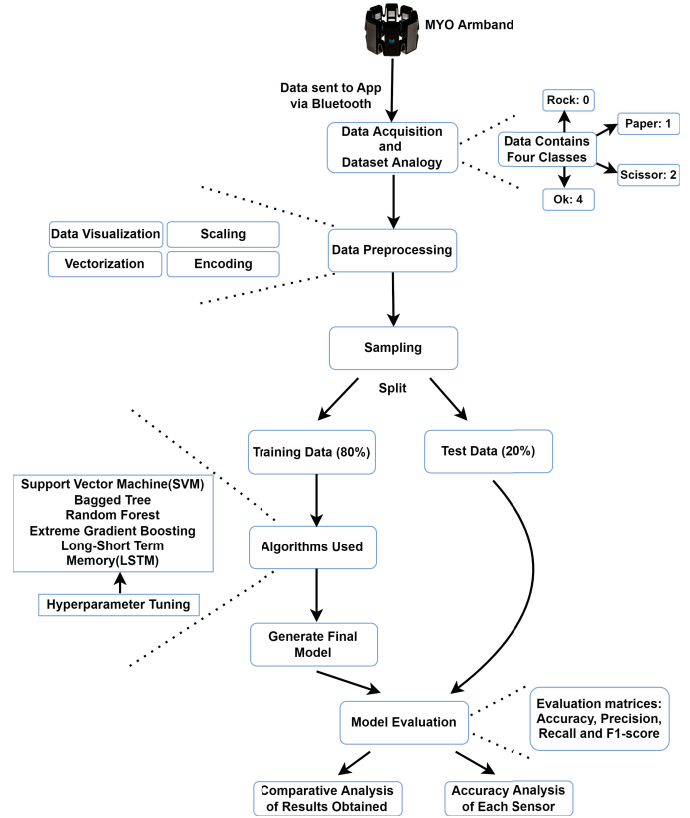 MYO Armband
Data sent to App
via Bluetooth
Data Acquisition
and
Dataset Analogy
Rock: 0
Paper: 1
Data Contains
Four Classes
Scissor: 2
Ok: 4
Data Visualization
Scaling
Vectorization
Encoding
Data Preprocessing
Sampling
Split
Training Data (80%)
Test Data (20%)
Support Vector Machine(SVM)
Bagged Tree
Random Forest
Extreme Gradient Boosting
Long-Short Term
Memory(LSTM)
Hyperparameter Tuning
Algorithms Used
Generate Final
Model
Model Evaluation
Evaluation matrices:
Accuracy, Precision,
Recall and F1-score
Comparative Analysis
of Results Obtained
Accuracy Analysis
of Each Sensor